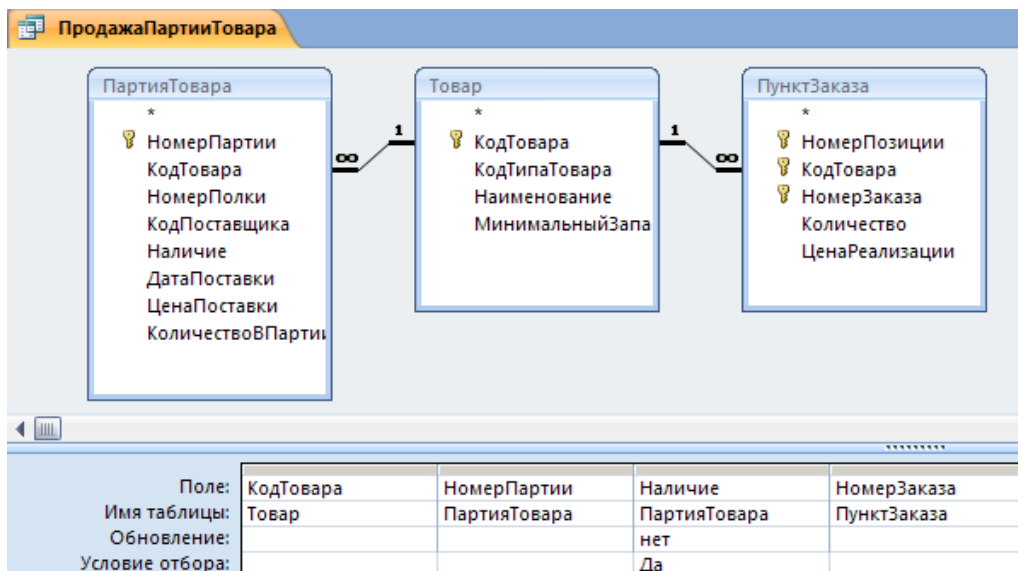 ПродажаПартииТовара
ПартияТовара
*
НомерПартии
КодТовара
НомерПолки
КодПоставщика
Наличие
ДатаПоставки
ЦенаПоставки
КоличествоВПартии
∞
1
Товар
*
КодТовара
КодТипаТовара
Наименование
МинимальныйЗапа
1
∞
ПунктЗаказа
*
НомерПозиции
КодТовара
НомерЗаказа
Количество
ЦенаРеализации
Поле: КодТовара НомерПартии Наличие НомерЗаказа
Имя таблицы: Товар ПартияТовара ПартияТовара ПунктЗаказа
Обновление: нет
Условие отбора: Да